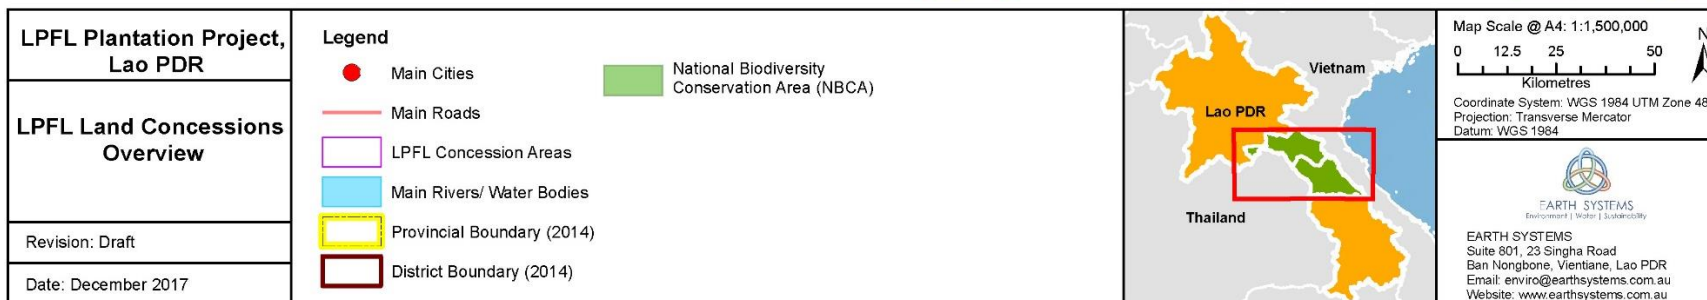 LPFL Plantation Project,
Lao PDR
LPFL Land Concessions
Overview
Revision: Draft
Date: December 2017
Legend
Main Cities
Main Roads
LPFL Concession Areas
Main Rivers/ Water Bodies
Provincial Boundary (2014)
District Boundary (2014)
National Biodiversity
Conservation Area (NBCA)
Vietnam
Lao PDR
Thailand
Map Scale @ A4: 1:1,500,000
0 12.5 25 50
Kilometres
N
Coordinate System: WGS 1984 UTM Zone 48
Projection: Transverse Mercator
Datum: WGS 1984
EARTH SYSTEMS
Environment | Water | Sustainability
EARTH SYSTEMS
Suite 801, 23 Singha Road
Ban Nongbone, Vientiane, Lao PDR
Email: enviro@earthsystems.com.au
Website: www.earthsystems.com.au